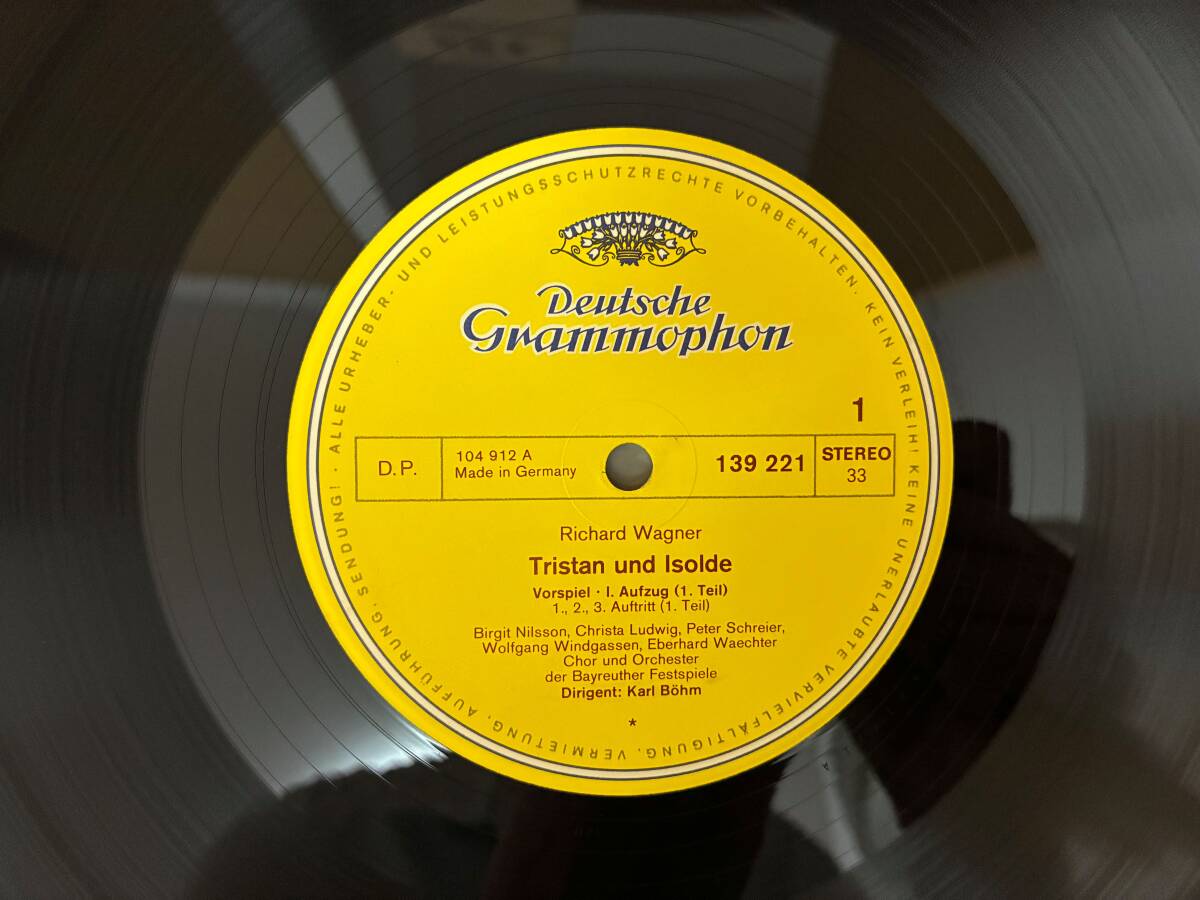 ALLE URHEBER- UND LEISTUNGSSCHUTZRECHTE VORBEHALTEN · KEIN VERLEIH! KEINE UNERLAUBTE VERVIELFÄLTIGUNG, VERMIETUNG, AUFFÜHRUNG, SENDUNG! ·
Deutsche
Grammophon
1
D.P.
104 912 A
Made in Germany
139 221
STEREO
33
Richard Wagner
Tristan und Isolde
Vorspiel · I. Aufzug (1. Teil)
1., 2., 3. Auftritt (1. Teil)
Birgit Nilsson, Christa Ludwig, Peter Schreier,
Wolfgang Windgassen, Eberhard Waechter
Chor und Orchester
der Bayreuther Festspiele
Dirigent: Karl Böhm
*
A